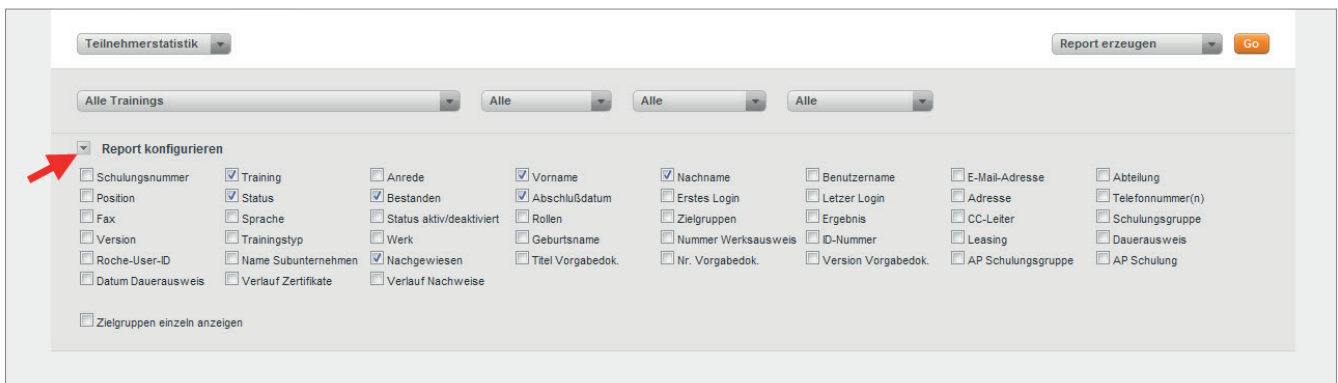 Teilnehmerstatistik Report erzeugen Go
Alle Trainings Alle Alle Alle
Report konfigurieren
Schulungsnummer Training Anrede Vorname Nachname Benutzername E-Mail-Adresse Abteilung
Position Status Bestanden Abschlußdatum Erstes Login Letzer Login Adresse Telefonnummer(n)
Fax Sprache Status aktiv/deaktiviert Rollen Zielgruppen Ergebnis CC-Leiter Schulungsgruppe
Version Trainingstyp Werk Geburtsname Nummer Werksausweis ID-Nummer Leasing Dauerausweis
Roche-User-ID Name Subunternehmen Nachgewiesen Titel Vorgabedok. Nr. Vorgabedok. Version Vorgabedok. AP Schulungsgruppe AP Schulung
Datum Dauerausweis Verlauf Zertifikate Verlauf Nachweise
Zielgruppen einzeln anzeigen